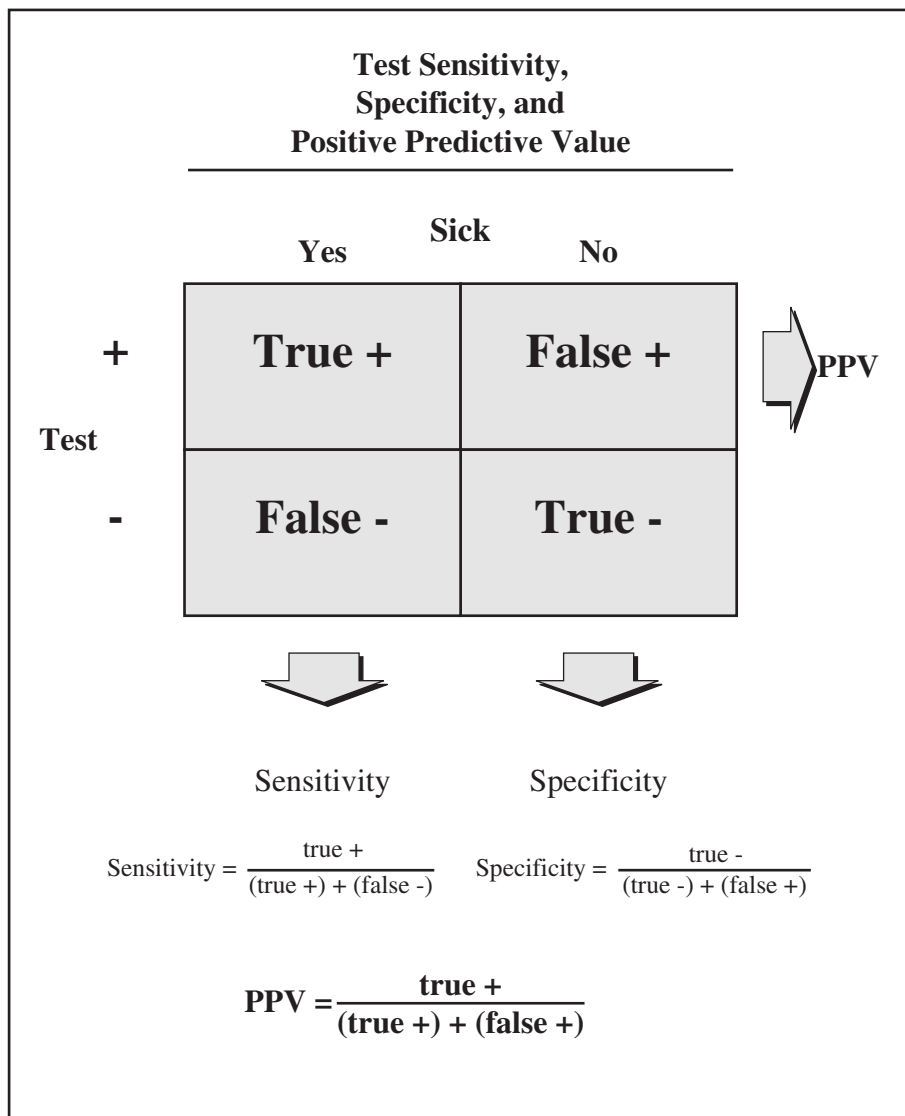 Test Sensitivity,
Specificity, and
Positive Predictive Value
Sick
Yes No
+ True + False + PPV
Test
- False - True -
Sensitivity Specificity
Sensitivity = true + / (true +) + (false -) Specificity = true - / (true -) + (false +)
PPV = true + / (true +) + (false +)